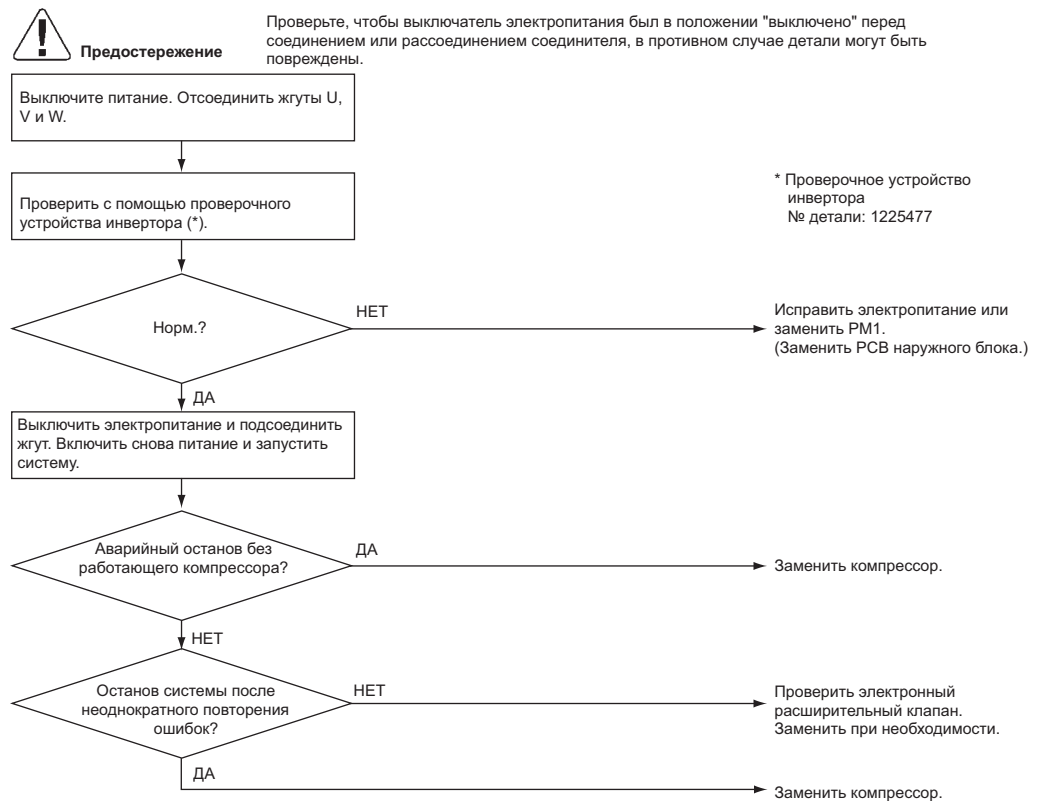 Предостережение
Проверьте, чтобы выключатель электропитания был в положении "выключено" перед
соединением или рассоединением соединителя, в противном случае детали могут быть
повреждены.
Выключите питание. Отсоединить жгуты U,
V и W.
Проверить с помощью проверочного
устройства инвертора (*).
* Проверочное устройство
инвертора
№ детали: 1225477
Норм.?
НЕТ
Исправить электропитание или
заменить PM1.
(Заменить PCB наружного блока.)
ДА
Выключить электропитание и подсоединить
жгут. Включить снова питание и запустить
систему.
Аварийный останов без
работающего компрессора?
ДА
Заменить компрессор.
НЕТ
Останов системы после
неоднократного повторения
ошибок?
НЕТ
Проверить электронный
расширительный клапан.
Заменить при необходимости.
ДА
Заменить компрессор.